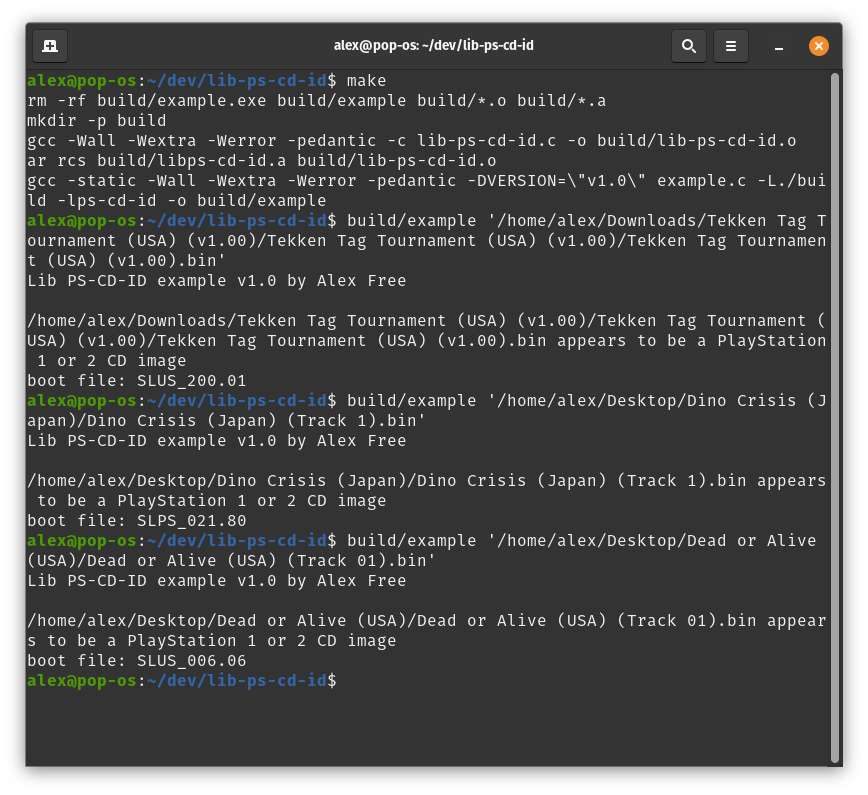 alex@pop-os: ~/dev/lib-ps-cd-id
alex@pop-os:~/dev/lib-ps-cd-id$ make
rm -rf build/example.exe build/example build/*.o build/*.a
mkdir -p build
gcc -Wall -Wextra -Werror -pedantic -c lib-ps-cd-id.c -o build/lib-ps-cd-id.o
ar rcs build/libps-cd-id.a build/lib-ps-cd-id.o
gcc -static -Wall -Wextra -Werror -pedantic -DVERSION=\"v1.0\" example.c -L./bui
ld -lps-cd-id -o build/example
alex@pop-os:~/dev/lib-ps-cd-id$ build/example '/home/alex/Downloads/Tekken Tag T
ournament (USA) (v1.00)/Tekken Tag Tournament (USA) (v1.00)/Tekken Tag Tournamen
t (USA) (v1.00).bin'
Lib PS-CD-ID example v1.0 by Alex Free

/home/alex/Downloads/Tekken Tag Tournament (USA) (v1.00)/Tekken Tag Tournament (
USA) (v1.00)/Tekken Tag Tournament (USA) (v1.00).bin appears to be a PlayStation
 1 or 2 CD image
boot file: SLUS_200.01
alex@pop-os:~/dev/lib-ps-cd-id$ build/example '/home/alex/Desktop/Dino Crisis (J
apan)/Dino Crisis (Japan) (Track 1).bin'
Lib PS-CD-ID example v1.0 by Alex Free

/home/alex/Desktop/Dino Crisis (Japan)/Dino Crisis (Japan) (Track 1).bin appears
 to be a PlayStation 1 or 2 CD image
boot file: SLPS_021.80
alex@pop-os:~/dev/lib-ps-cd-id$ build/example '/home/alex/Desktop/Dead or Alive 
(USA)/Dead or Alive (USA) (Track 01).bin'
Lib PS-CD-ID example v1.0 by Alex Free

/home/alex/Desktop/Dead or Alive (USA)/Dead or Alive (USA) (Track 01).bin appear
s to be a PlayStation 1 or 2 CD image
boot file: SLUS_006.06
alex@pop-os:~/dev/lib-ps-cd-id$